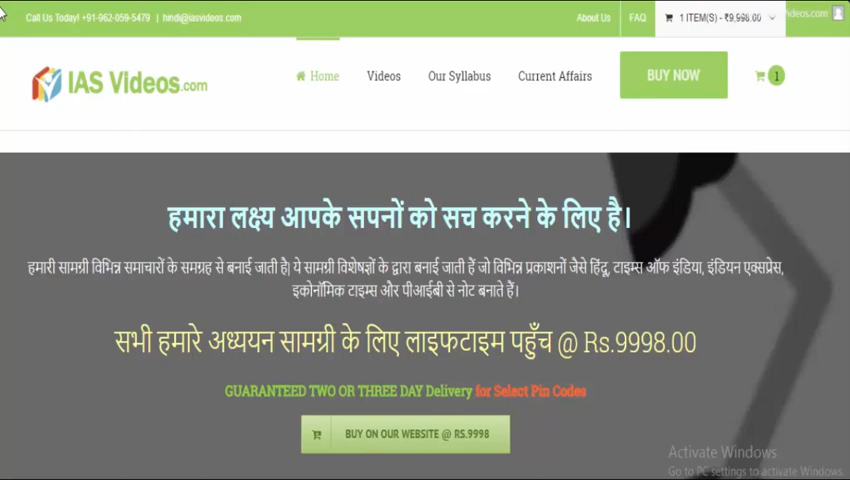 Call Us Today! +91-962-059-5479 | hindi@iasvideos.com
About Us
FAQ
1 ITEM(S) - ₹9,998.00
ideos.com
IAS Videos.com
Home
Videos
Our Syllabus
Current Affairs
BUY NOW
1
हमारा लक्ष्य आपके सपनों को सच करने के लिए है।
हमारी सामग्री विभिन्न समाचारों के समग्रह से बनाई जाती है| ये सामग्री विशेषज्ञों के द्वारा बनाई जाती हैं जो विभिन्न प्रकाशनों जैसे हिंदू, टाइम्स ऑफ इंडिया, इंडियन एक्सप्रेस,
इकोनॉमिक टाइम्स और पीआईबी से नोट बनाते हैं।
सभी हमारे अध्ययन सामग्री के लिए लाइफटाइम पहुँच @ Rs.9998.00
GUARANTEED TWO OR THREE DAY Delivery for Select Pin Codes
BUY ON OUR WEBSITE @ RS.9998
Activate Windows
Go to PC settings to activate Windows.